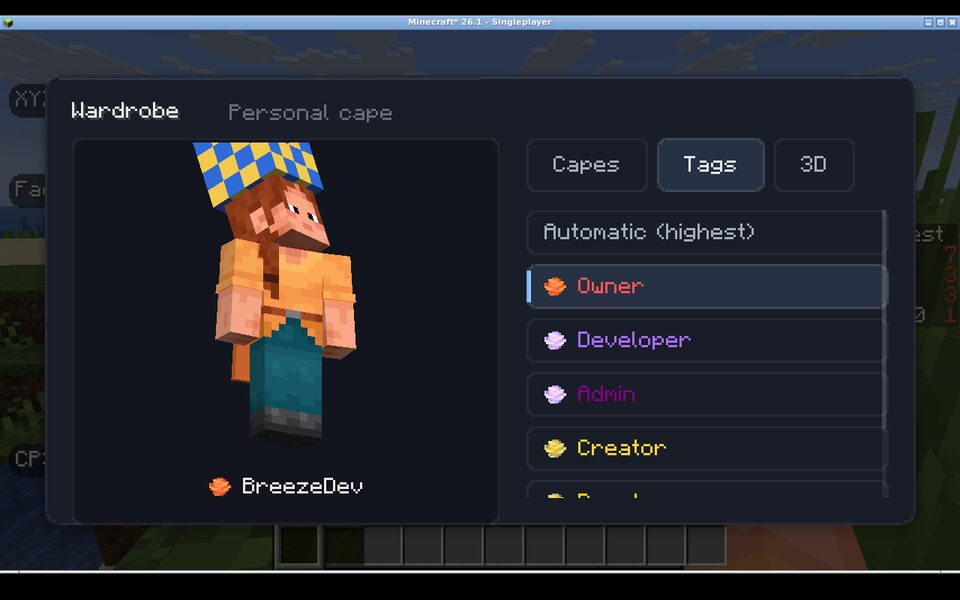 Minecraft* 26.1 - Singleplayer
Wardrobe
Personal cape
Capes
Tags
3D
Automatic (highest)
Owner
Developer
Admin
Creator
BreezeDev